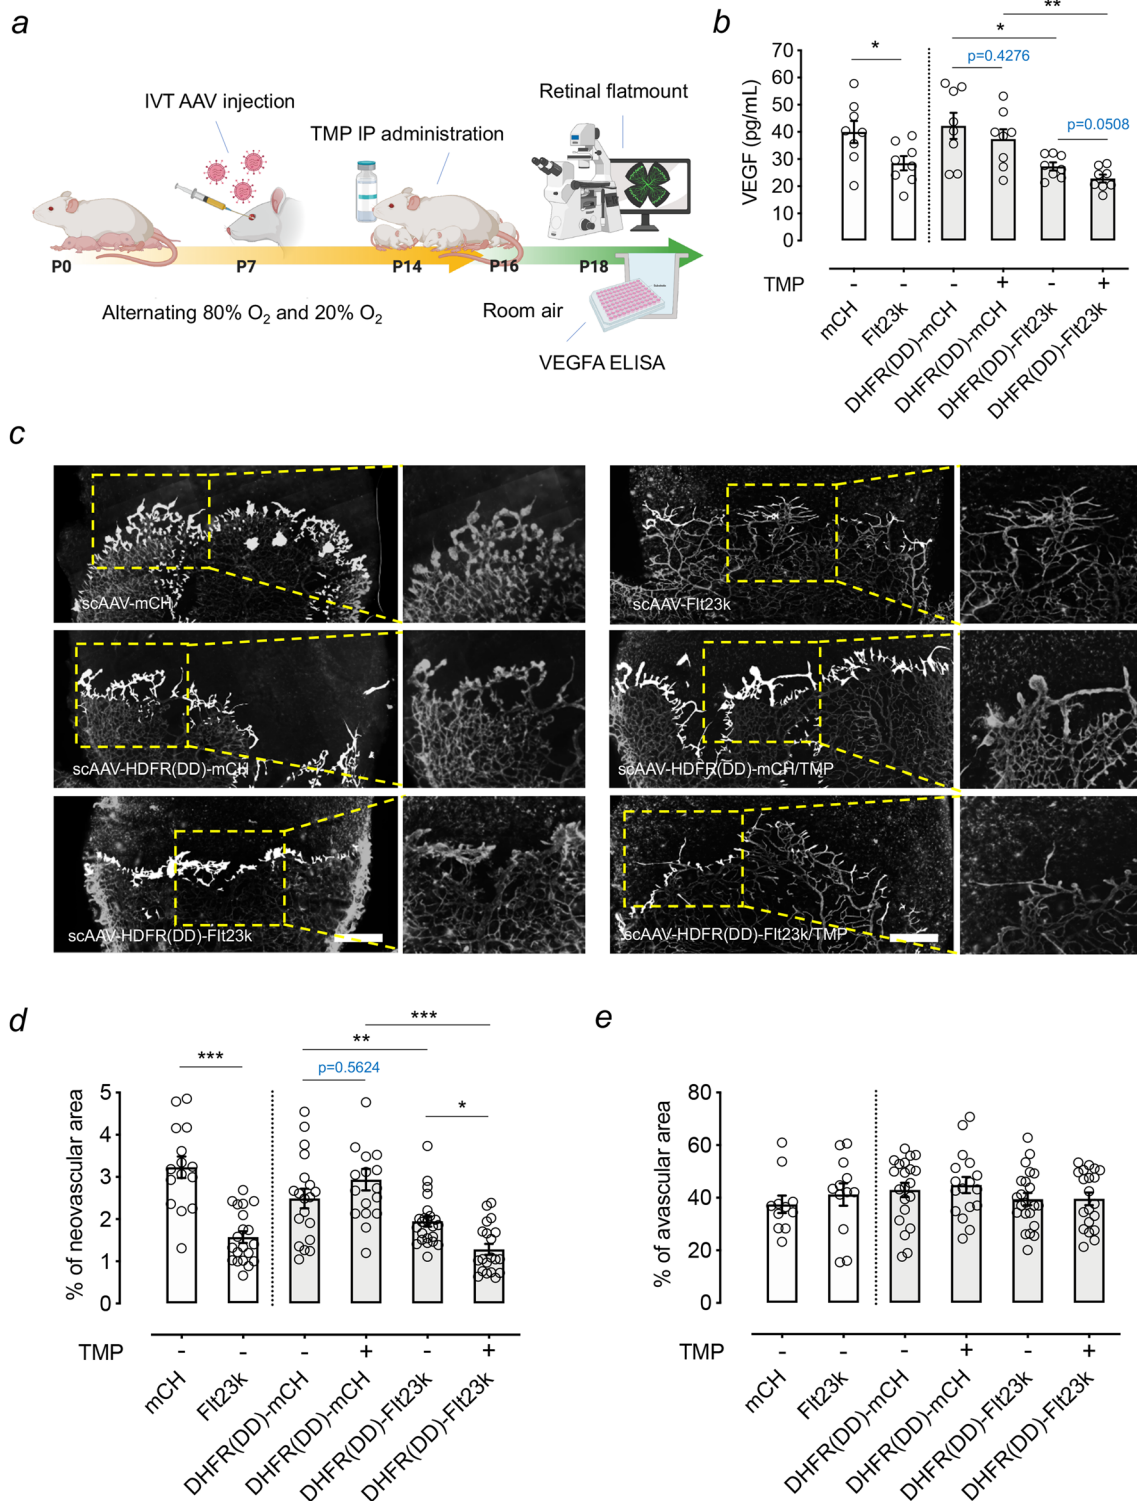 a
IVT AAV injection
TMP IP administration
Retinal flatmount
P0
P7
P14
P16
P18
Alternating 80% O2 and 20% O2
Room air
VEGFA ELISA
b
VEGF (pg/mL)
70
60
50
40
30
20
10
0
*
**
*
p=0.4276
p=0.0508
TMP
- - - + - +
mCH
Flt23k
DHFR(DD)-mCH
DHFR(DD)-mCH
DHFR(DD)-Flt23k
DHFR(DD)-Flt23k
c
scAAV-mCH
scAAV-Flt23k
scAAV-HDFR(DD)-mCH
scAAV-HDFR(DD)-mCH/TMP
scAAV-HDFR(DD)-Flt23k
scAAV-HDFR(DD)-Flt23k/TMP
d
% of neovascular area
5
4
3
2
1
0
***
***
**
p=0.5624
*
TMP
- - - + - +
mCH
Flt23k
DHFR(DD)-mCH
DHFR(DD)-mCH
DHFR(DD)-Flt23k
DHFR(DD)-Flt23k
e
% of avascular area
80
60
40
20
0
TMP
- - - + - +
mCH
Flt23k
DHFR(DD)-mCH
DHFR(DD)-mCH
DHFR(DD)-Flt23k
DHFR(DD)-Flt23k